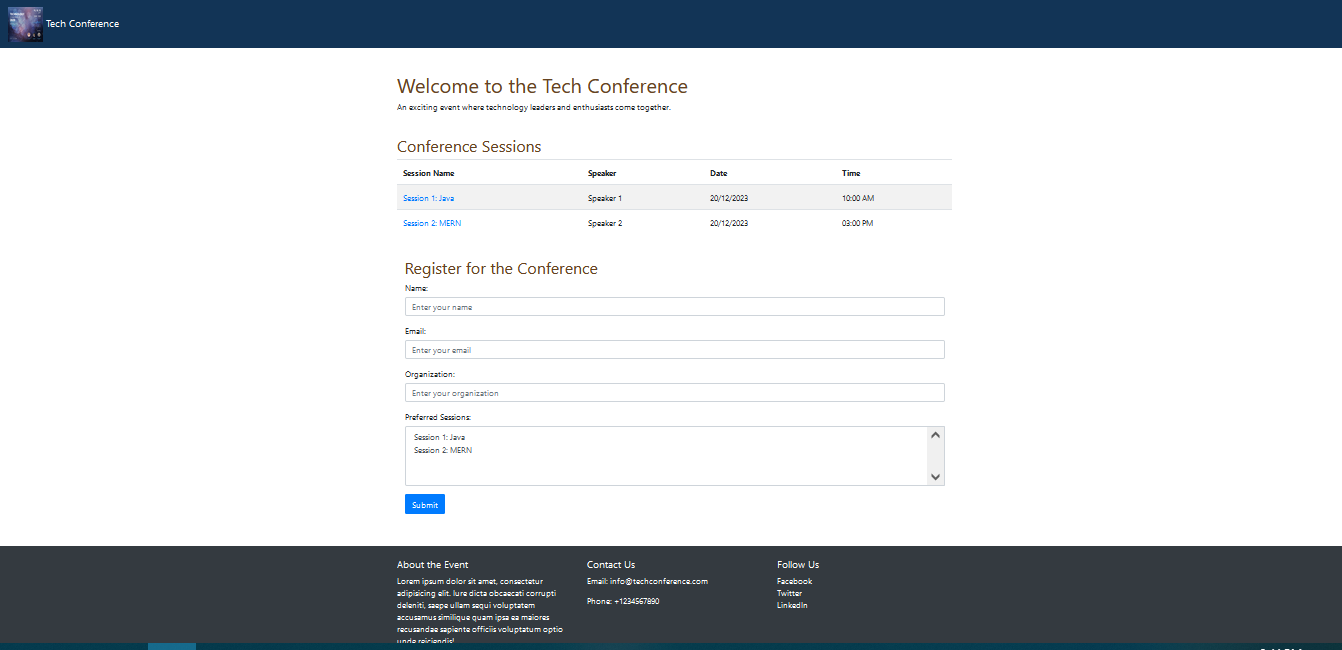 Tech Conference
Welcome to the Tech Conference
An exciting event where technology leaders and enthusiasts come together.
Conference Sessions
Session Name Speaker Date Time
Session 1: Java Speaker 1 20/12/2023 10:00 AM
Session 2: MERN Speaker 2 20/12/2023 03:00 PM
Register for the Conference
Name:
Enter your name
Email:
Enter your email
Organization:
Enter your organization
Preferred Sessions:
Session 1: Java
Session 2: MERN
Submit
About the Event
Lorem ipsum dolor sit amet, consectetur
adipisicing elit. Iure dicta obcaecati corrupti
deleniti, saepe ullam sequi voluptatem
accusamus similique quam ipsa ea maiores
recusandae sapiente officiis voluptatum optio
unde reiciendis!
Contact Us
Email: info@techconference.com
Phone: +1234567890
Follow Us
Facebook
Twitter
LinkedIn